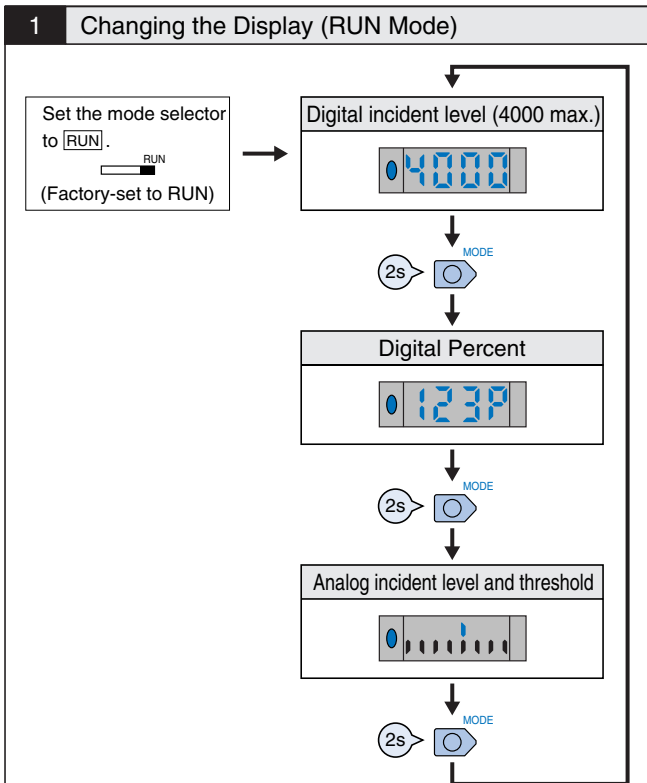 1 Changing the Display (RUN Mode)
Set the mode selector
to RUN.
RUN
(Factory-set to RUN)
Digital incident level (4000 max.)
4000
MODE
2s
Digital Percent
123P
MODE
2s
Analog incident level and threshold
MODE
2s